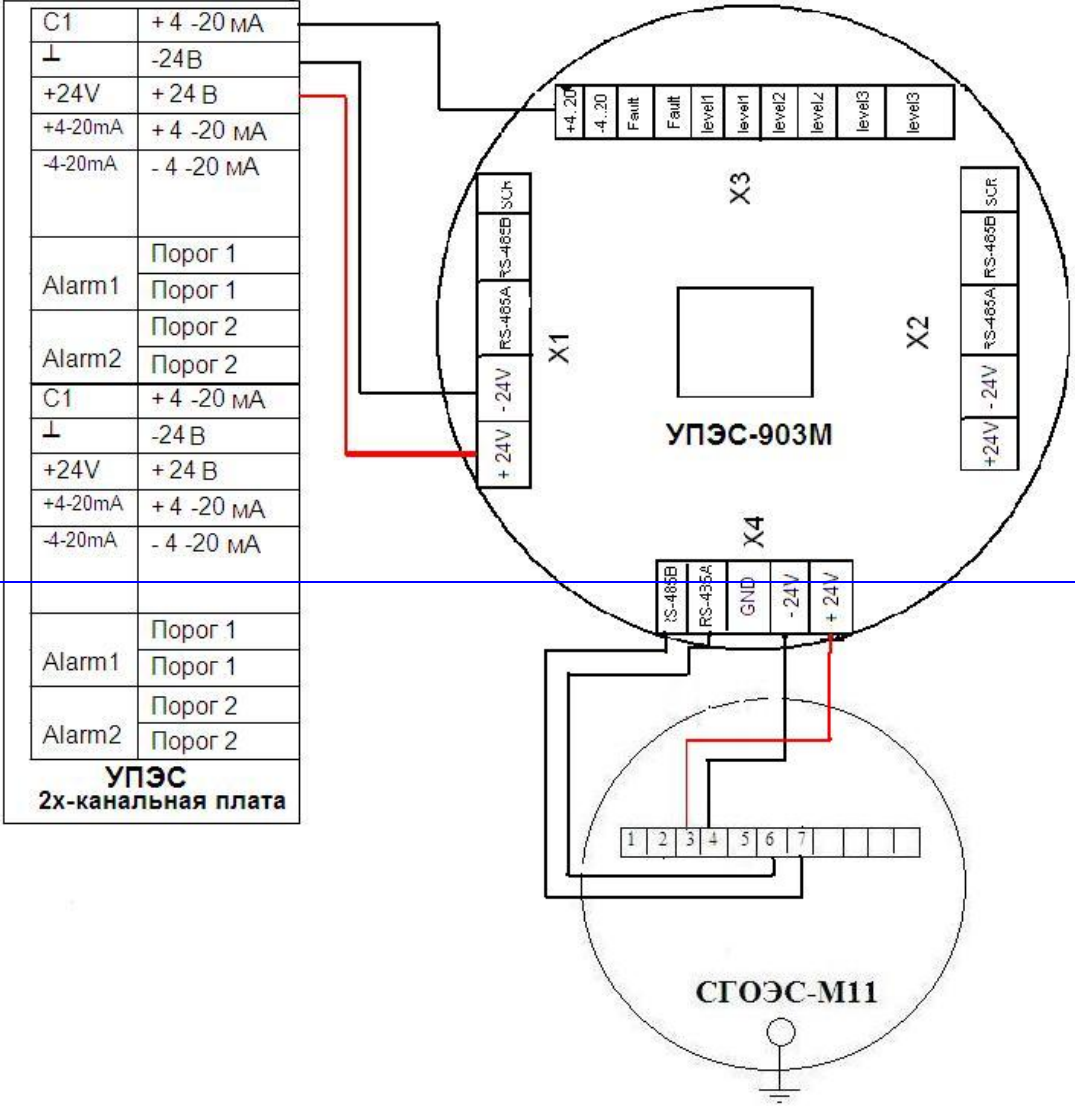 C1 +4 -20 мА
⊥ -24В
+24V +24 В
+4-20mA +4 -20 мА
-4-20mA - 4 -20 мА
Порог 1
Alarm1 Порог 1
Порог 2
Alarm2 Порог 2
C1 +4 -20 мА
⊥ -24 В
+24V +24 В
+4-20mA +4 -20 мА
-4-20mA - 4 -20 мА
Порог 1
Alarm1 Порог 1
Порог 2
Alarm2 Порог 2
УПЭС
2х-канальная плата
+4..20 -4..20 Fault Fault level1 level1 level2 level2 level3 level3
X3
SCR
RS-485B
RS-485A
- 24V
+ 24V
X1
SCR
RS-485B
RS-485A
- 24V
+24V
X2
УПЭС-903М
X4
RS-485B RS-485A GND - 24V + 24V
1 2 3 4 5 6 7
СГОЭС-М11